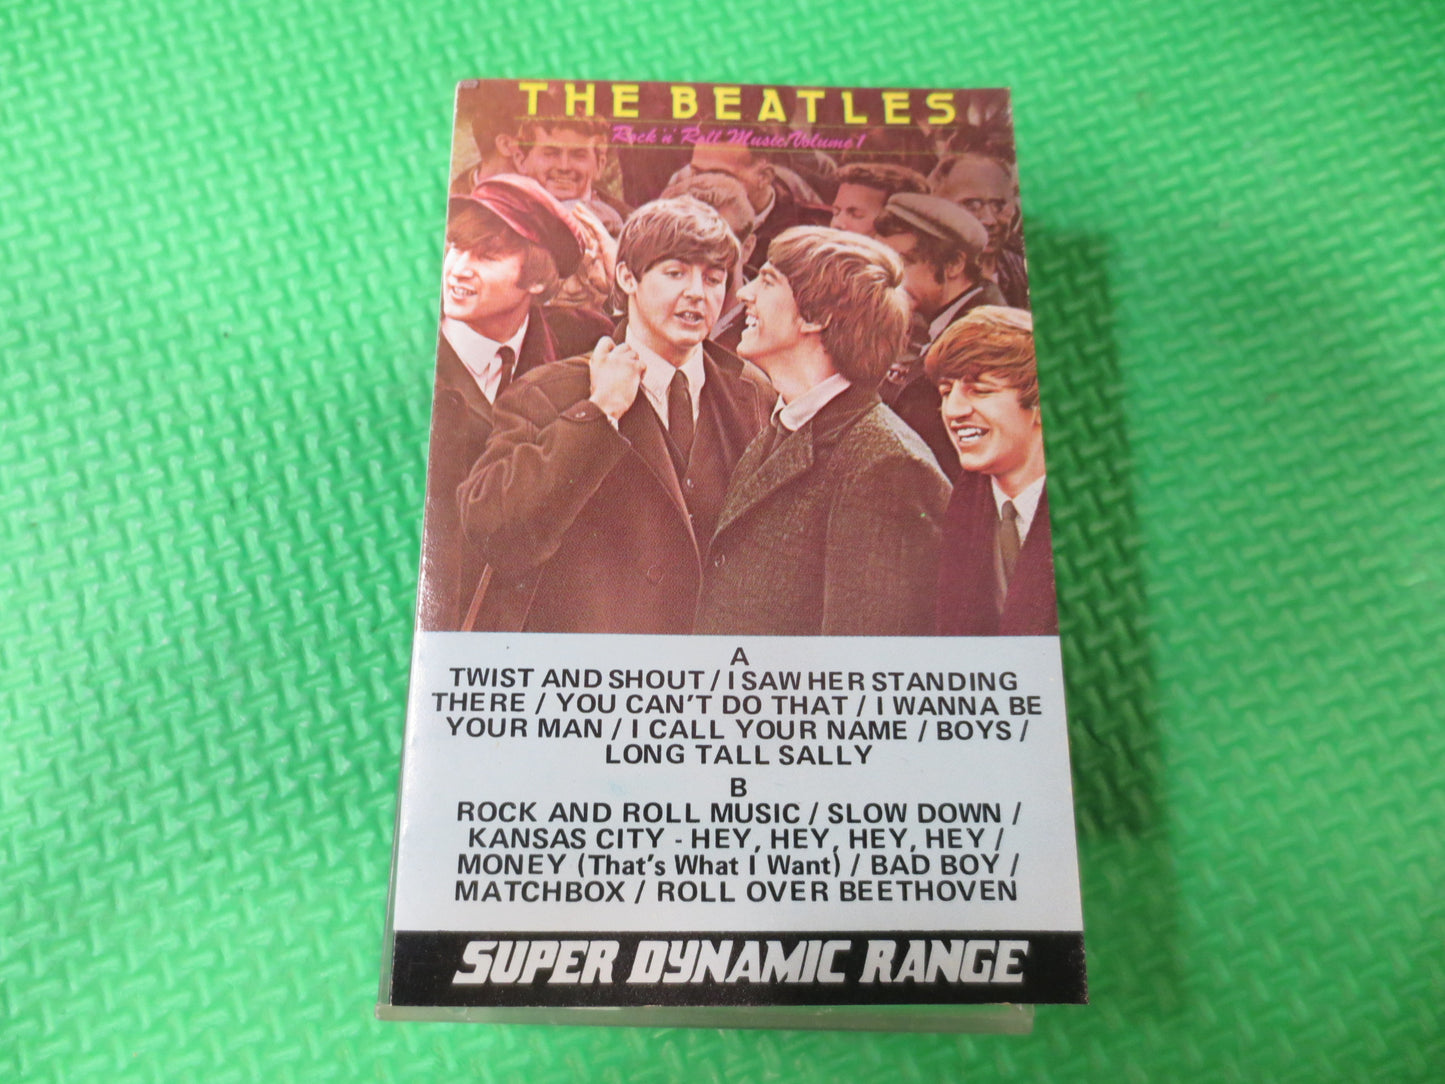 THE BEATLES
Rock 'n' Roll Music/Volume 1
A
TWIST AND SHOUT / I SAW HER STANDING
THERE / YOU CAN'T DO THAT / I WANNA BE
YOUR MAN / I CALL YOUR NAME / BOYS /
LONG TALL SALLY
B
ROCK AND ROLL MUSIC / SLOW DOWN /
KANSAS CITY - HEY, HEY, HEY, HEY /
MONEY (That's What I Want) / BAD BOY /
MATCHBOX / ROLL OVER BEETHOVEN
SUPER DYNAMIC RANGE